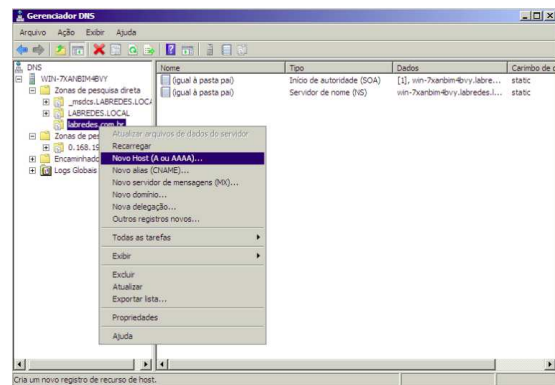 Gerenciador DNS
Arquivo Ação Exibir Ajuda
DNS
WIN-7XANBIM4BVY
Zonas de pesquisa direta
_msdcs.LABREDES.LOCA
LABREDES.LOCAL
labredes.com.br
Zonas de pes
0.168.19
Encaminhado
Logs Globais
Nome Tipo Dados Carimbo de d
(igual à pasta pai) Início de autoridade (SOA) [1], win-7xanbim4bvy.labre... static
(igual à pasta pai) Servidor de nome (NS) win-7xanbim4bvy.labredes.l... static
Atualizar arquivos de dados do servidor
Recarregar
Novo Host (A ou AAAA)...
Novo alias (CNAME)...
Novo servidor de mensagens (MX)...
Novo domínio...
Nova delegação...
Outros registros novos...
Todas as tarefas
Exibir
Excluir
Atualizar
Exportar lista...
Propriedades
Ajuda
Cria um novo registro de recurso de host.